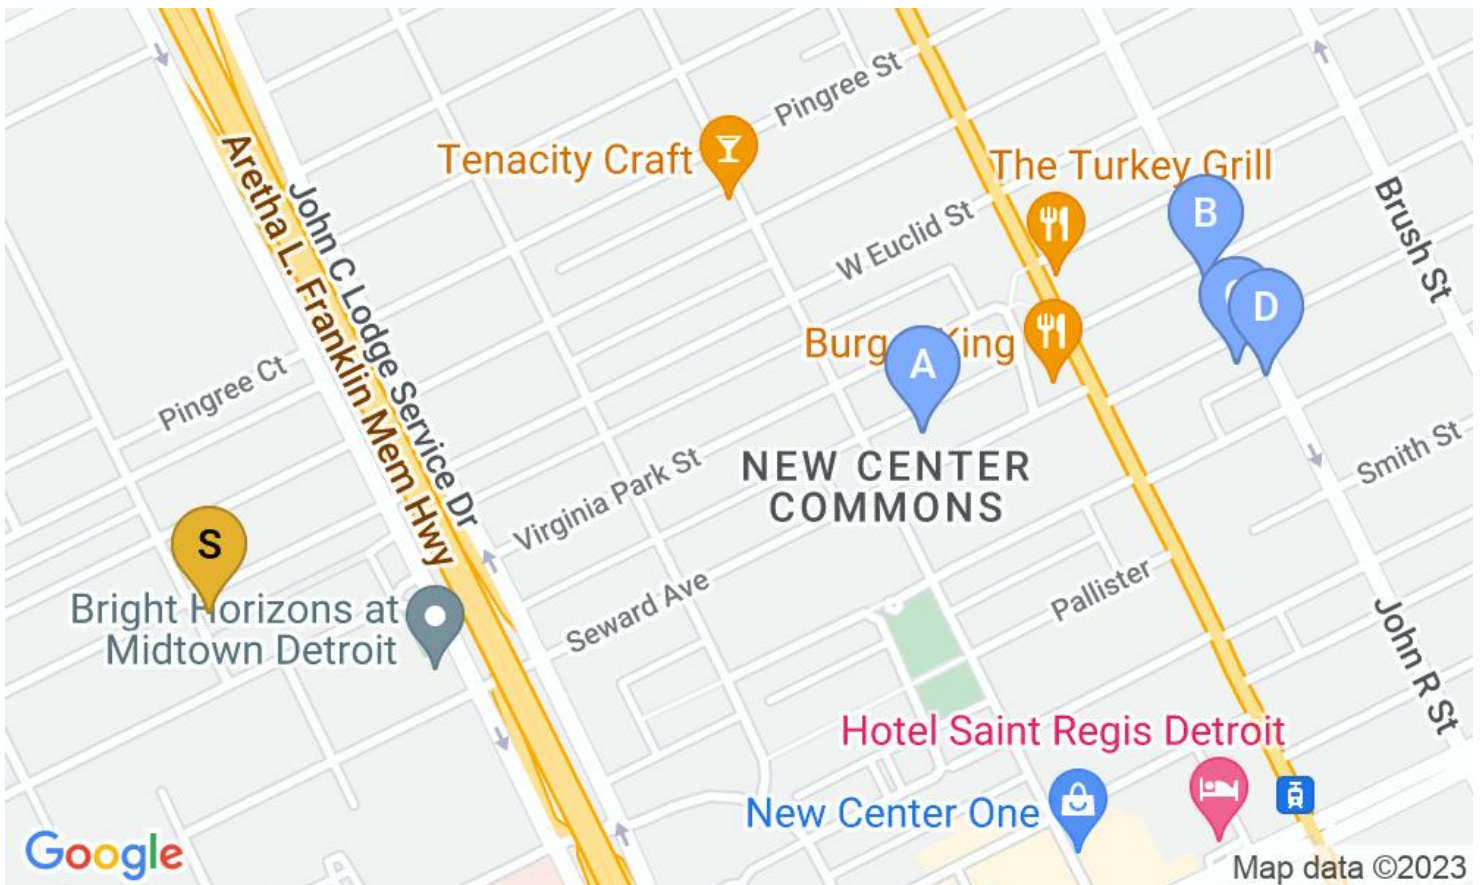 Pingree St
Tenacity Craft
The Turkey Grill
Brush St
B
W Euclid St
John C Lodge Service Dr
Aretha L. Franklin Mem Hwy
D
Pingree Ct
A
Virginia Park St
NEW CENTER
COMMONS
Smith St
S
Bright Horizons at
Midtown Detroit
Seward Ave
Pallister
John R St
Hotel Saint Regis Detroit
New Center One
Google
Map data ©2023